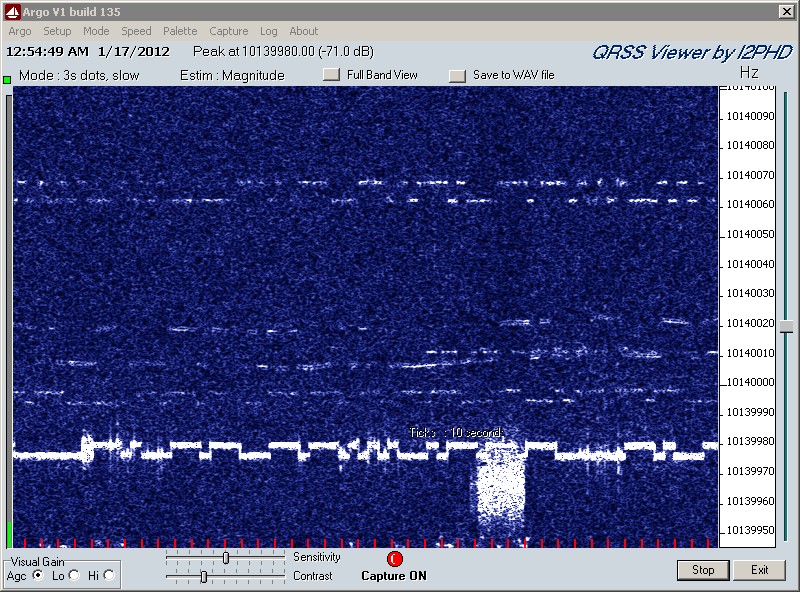 Argo V1 build 135
Argo Setup Mode Speed Palette Capture Log About
12:54:49 AM 1/17/2012 Peak at 10139980.00 (-71.0 dB) QRSS Viewer by I2PHD
Mode : 3s dots, slow Estim : Magnitude Full Band View Save to WAV file Hz
10140100
10140090
10140080
10140070
10140060
10140050
10140040
10140030
10140020
10140010
10140000
10139990
Ticks : 10 second
10139980
10139970
10139960
10139950
Visual Gain
Agc Lo Hi
Sensitivity
Contrast
Capture ON
Stop Exit